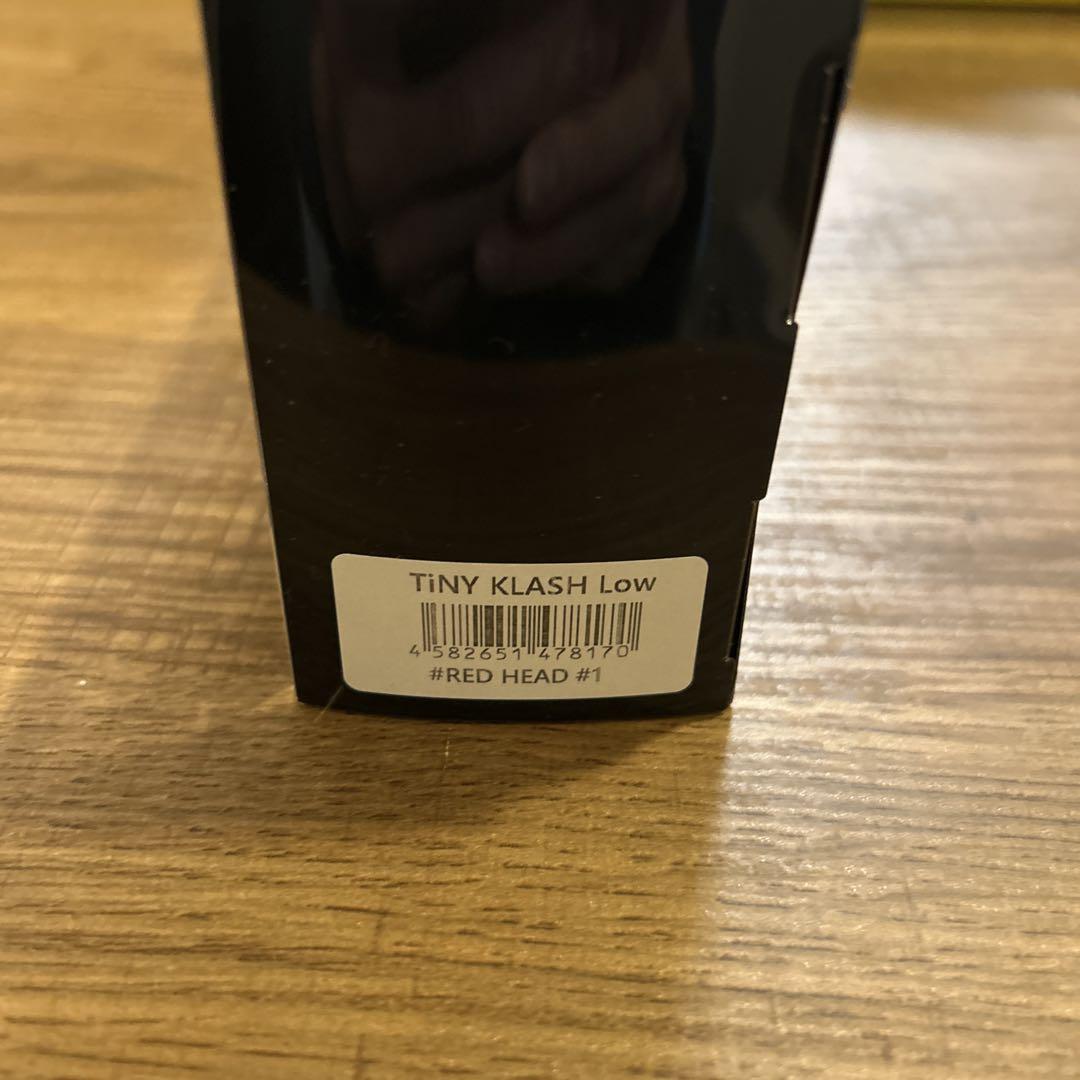 TiNY KLASH Low
4 582651 478170
#RED HEAD #1